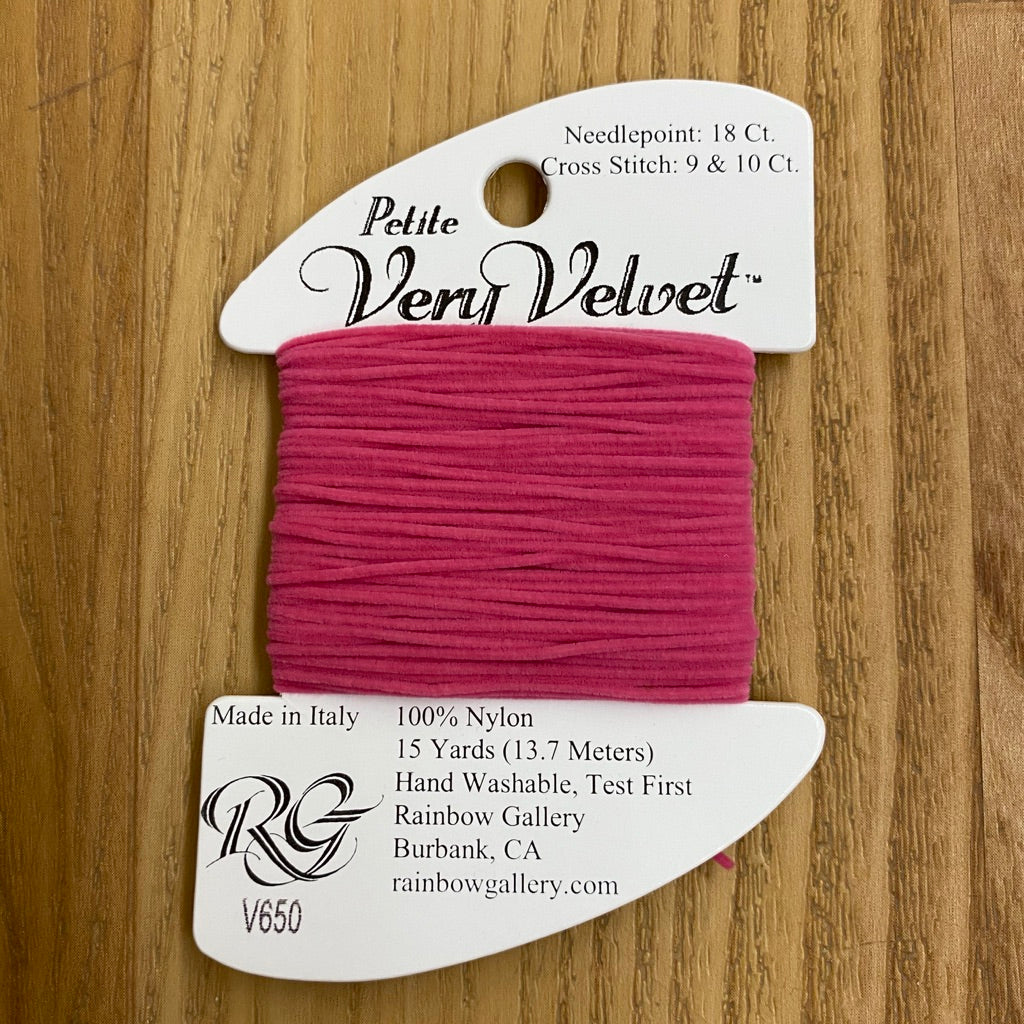 Needlepoint: 18 Ct.
Cross Stitch: 9 & 10 Ct.
Petite
Very Velvet™
Made in Italy
100% Nylon
15 Yards (13.7 Meters)
Hand Washable, Test First
Rainbow Gallery
Burbank, CA
rainbowgallery.com
RG
V650